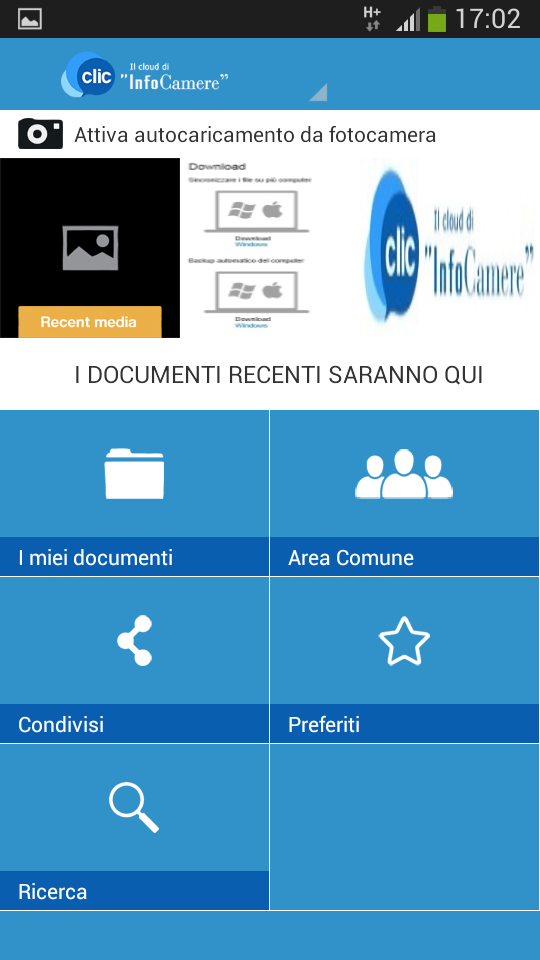 H+
17:02
clic
Il cloud di
"InfoCamere"
Attiva autocaricamento da fotocamera
Recent media
Download
Sincronizzare i file su più computer
Download
Windows
Backup automatico del computer
Download
Windows
clic
Il cloud di
"InfoCamere"
I DOCUMENTI RECENTI SARANNO QUI
I miei documenti
Area Comune
Condivisi
Preferiti
Ricerca